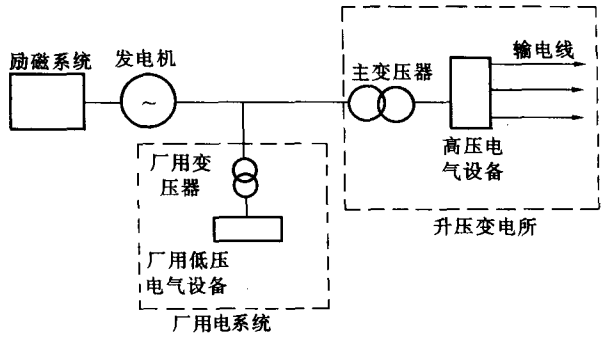 励磁系统
发电机
~
主变压器
输电线
高压电
气设备
升压变电所
厂用变
压器
厂用低压
电气设备
厂用电系统